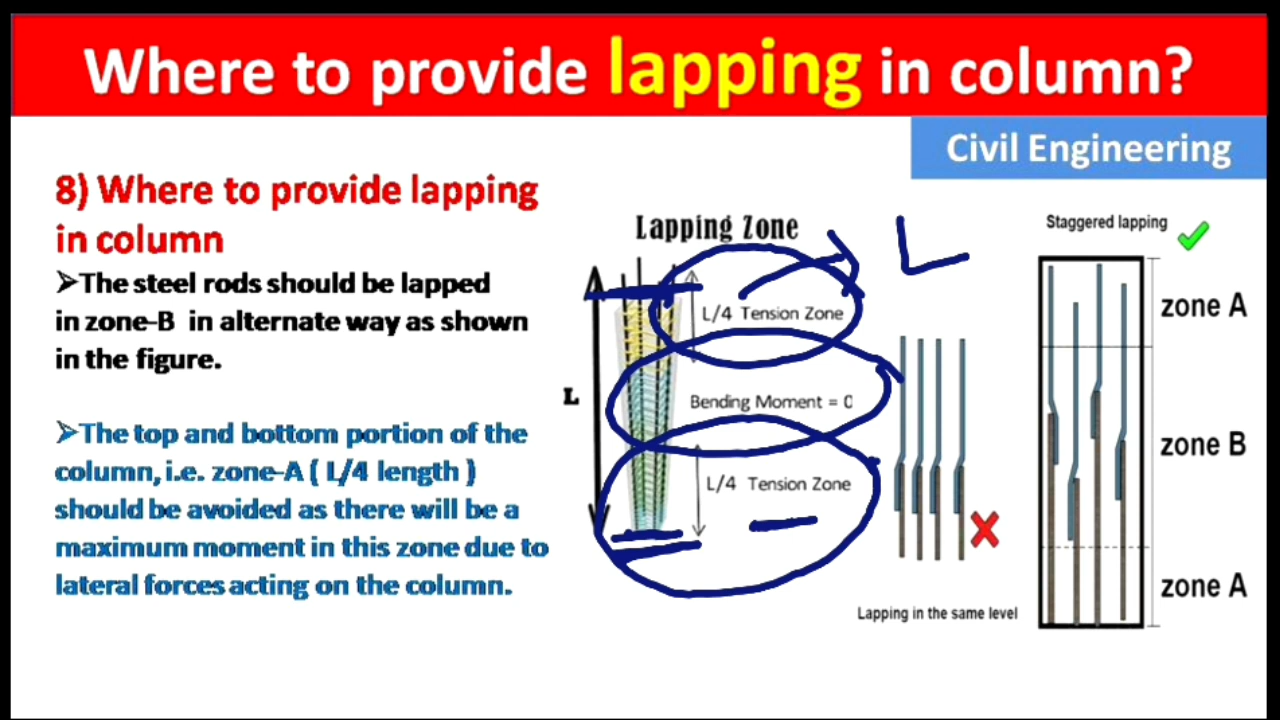 Where to provide lapping in column?
Civil Engineering
8) Where to provide lapping
in column
➤The steel rods should be lapped
in zone-B in alternate way as shown
in the figure.
➤The top and bottom portion of the
column, i.e. zone-A ( L/4 length )
should be avoided as there will be a
maximum moment in this zone due to
lateral forces acting on the column.
Lapping Zone
L
L/4 Tension Zone
L
Bending Moment = 0
L/4 Tension Zone
Lapping in the same level
Staggered lapping
zone A
zone B
zone A